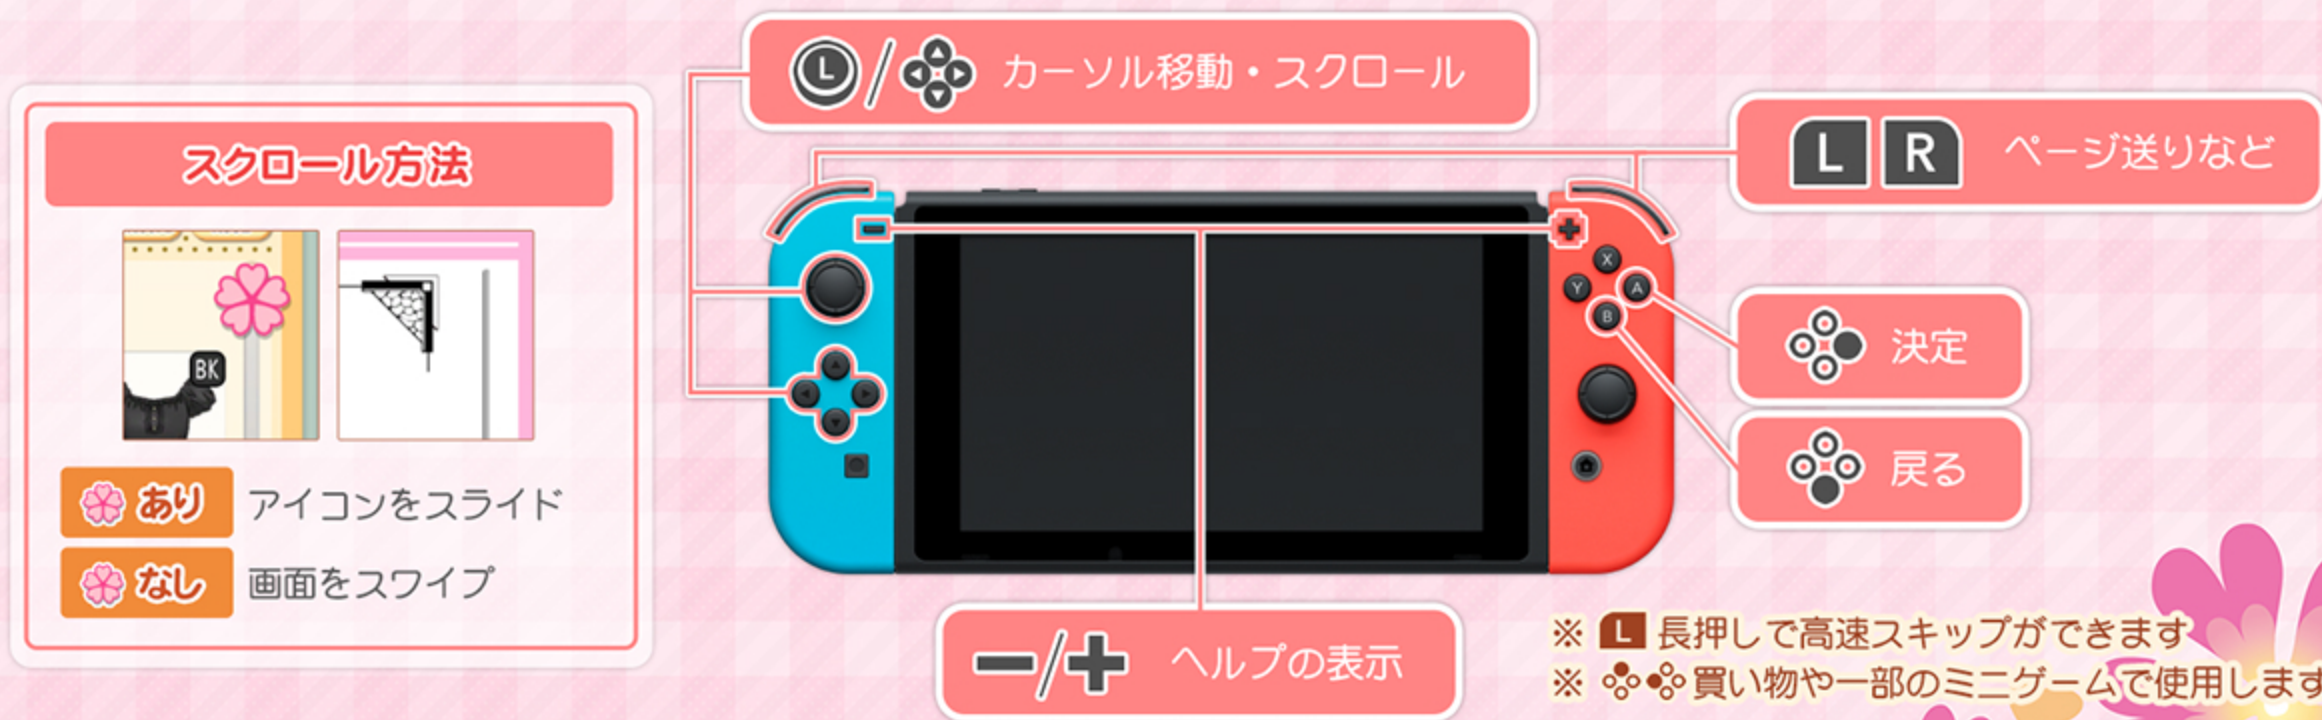 L / カーソル移動・スクロール
L R ページ送りなど
スクロール方法
BK
あり アイコンをスライド
なし 画面をスワイプ
X
Y A
B
決定
戻る
−/+ ヘルプの表示
※ L 長押しで高速スキップができます
※ 買い物や一部のミニゲームで使用します